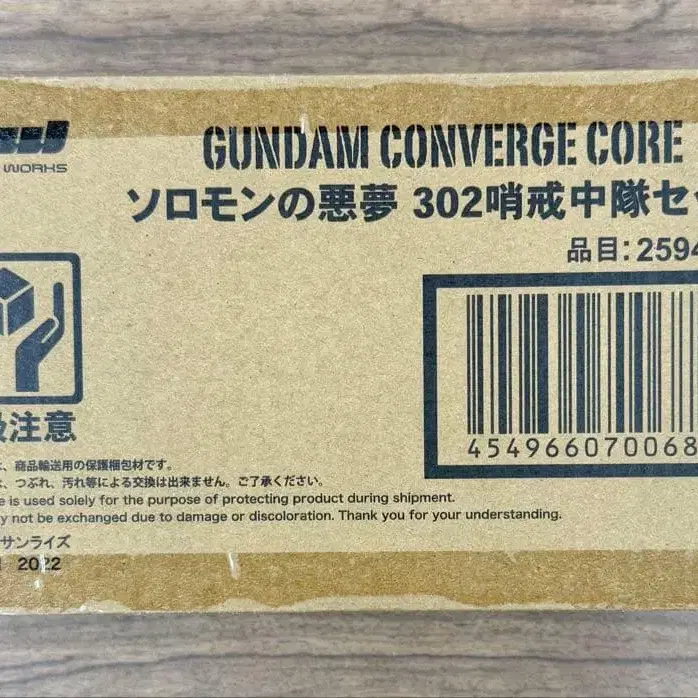 WORKS
GUNDAM CONVERGE CORE
ソロモンの悪夢 302哨戒中隊セ
品目:2594
454966070068
注意
は、商品輸送用の保護梱包材です。
は、つぶれ、汚れ等による交換は出来ません。ご了承ください。
e is used solely for the purpose of protecting product during shipment.
y not be exchanged due to damage or discoloration. Thank you for your understanding.
サンライズ
2022